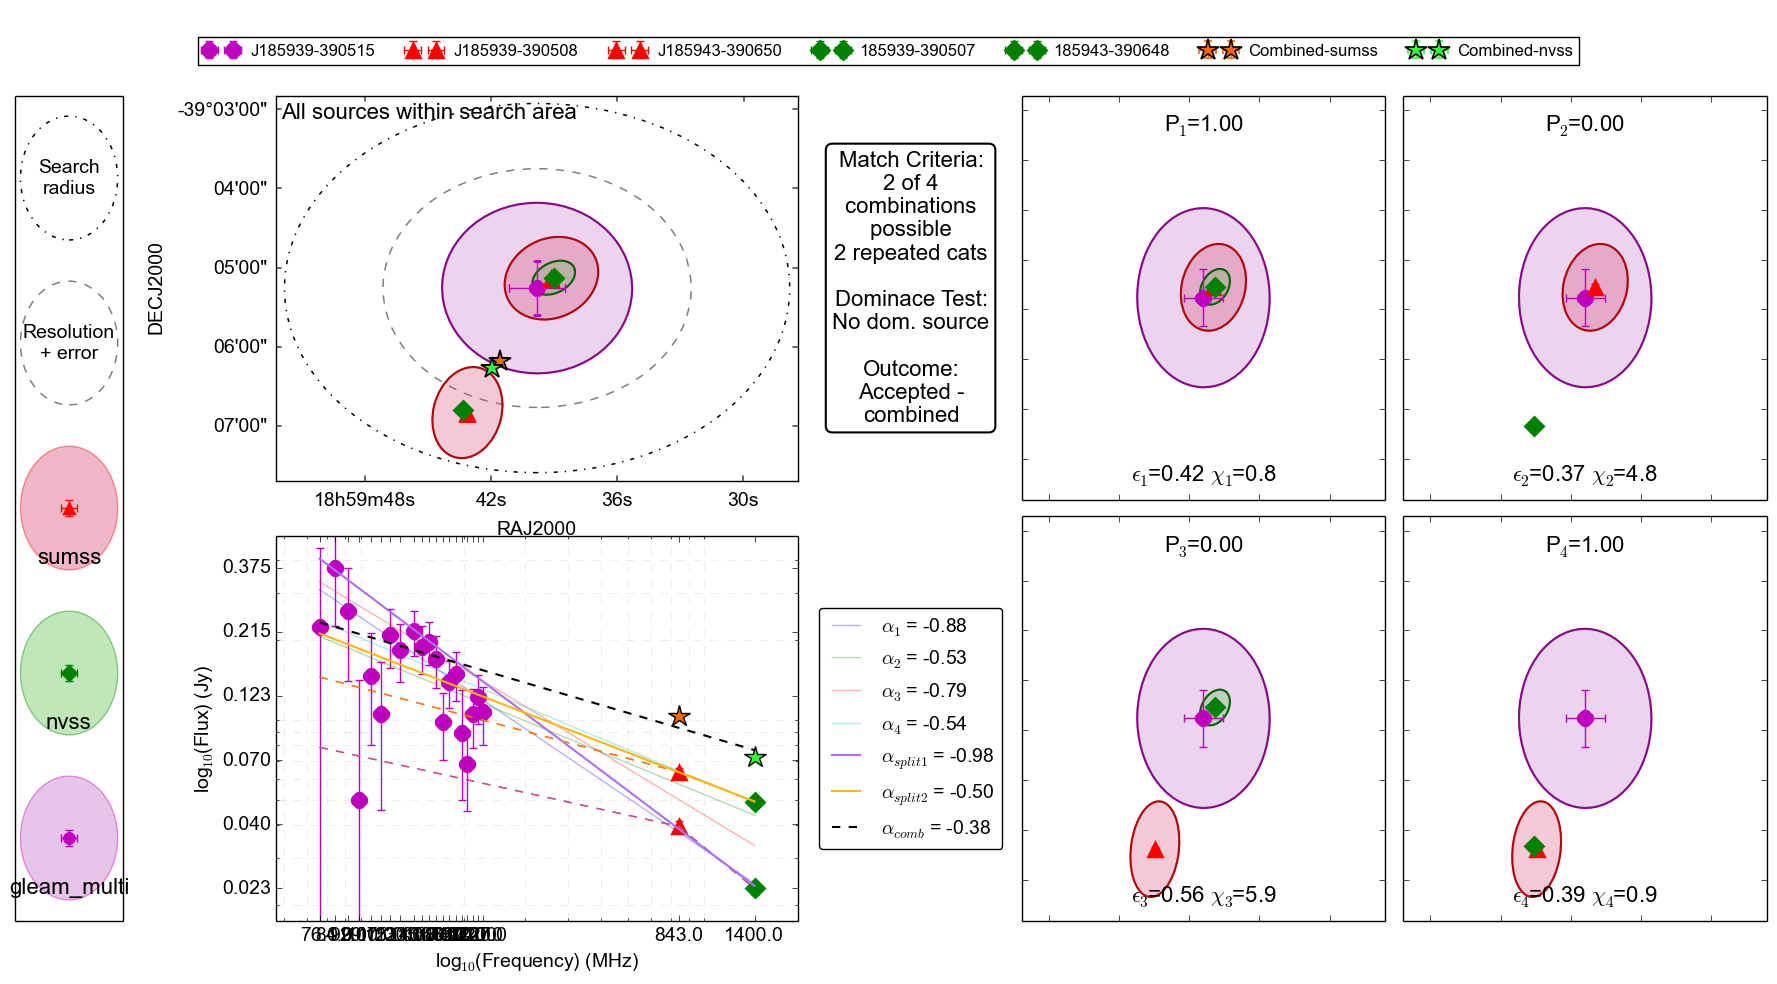 J185939-390515 J185939-390508 J185943-390650 185939-390507 185943-390648 Combined-sumss Combined-nvss
Search
radius
Resolution
+ error
sumss
nvss
gleam_multi
All sources within search area
DECJ2000
-39°03'00"
04'00"
05'00"
06'00"
07'00"
18h59m48s 42s 36s 30s
RAJ2000
Match Criteria:
2 of 4
combinations
possible
2 repeated cats
Dominace Test:
No dom. source
Outcome:
Accepted -
combined
P1=1.00
ϵ1=0.42 χ1=0.8
P2=0.00
ϵ2=0.37 χ2=4.8
P3=0.00
ϵ3=0.56 χ3=5.9
P4=1.00
ϵ4=0.39 χ4=0.9
log10(Flux) (Jy)
0.375
0.215
0.123
0.070
0.040
0.023
843.0 1400.0
log10(Frequency) (MHz)
α1 = -0.88
α2 = -0.53
α3 = -0.79
α4 = -0.54
αsplit1 = -0.98
αsplit2 = -0.50
αcomb = -0.38